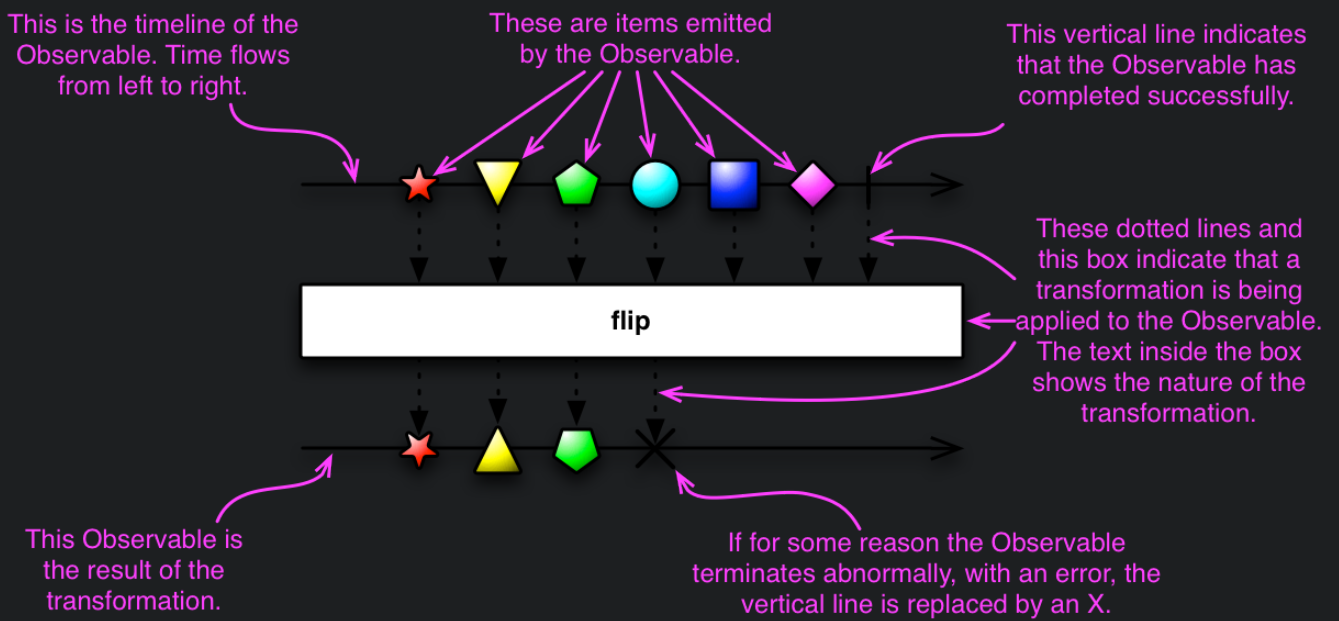 This is the timeline of the
Observable. Time flows
from left to right.
These are items emitted
by the Observable.
This vertical line indicates
that the Observable has
completed successfully.
These dotted lines and
this box indicate that a
transformation is being
applied to the Observable.
The text inside the box
shows the nature of the
transformation.
flip
This Observable is
the result of the
transformation.
If for some reason the Observable
terminates abnormally, with an error, the
vertical line is replaced by an X.